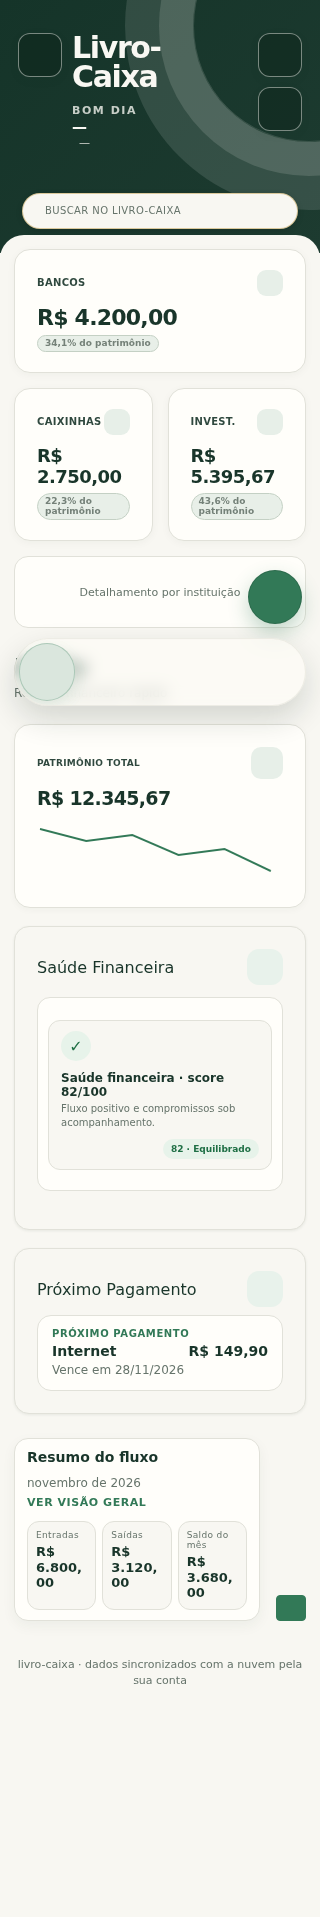 Livro-
Caixa
BOM DIA
—
—
BUSCAR NO LIVRO-CAIXA
BANCOS
R$ 4.200,00
34,1% do patrimônio
CAIXINHAS
R$
2.750,00
22,3% do
patrimônio
INVEST.
R$
5.395,67
43,6% do
patrimônio
Detalhamento por instituição
PATRIMÔNIO TOTAL
R$ 12.345,67
Saúde Financeira
✓
Saúde financeira · score
82/100
Fluxo positivo e compromissos sob
acompanhamento.
82 · Equilibrado
Próximo Pagamento
PRÓXIMO PAGAMENTO
Internet R$ 149,90
Vence em 28/11/2026
Resumo do fluxo
novembro de 2026
VER VISÃO GERAL
Entradas
R$
6.800,
00
Saídas
R$
3.120,
00
Saldo do
mês
R$
3.680,
00
livro-caixa · dados sincronizados com a nuvem pela
sua conta